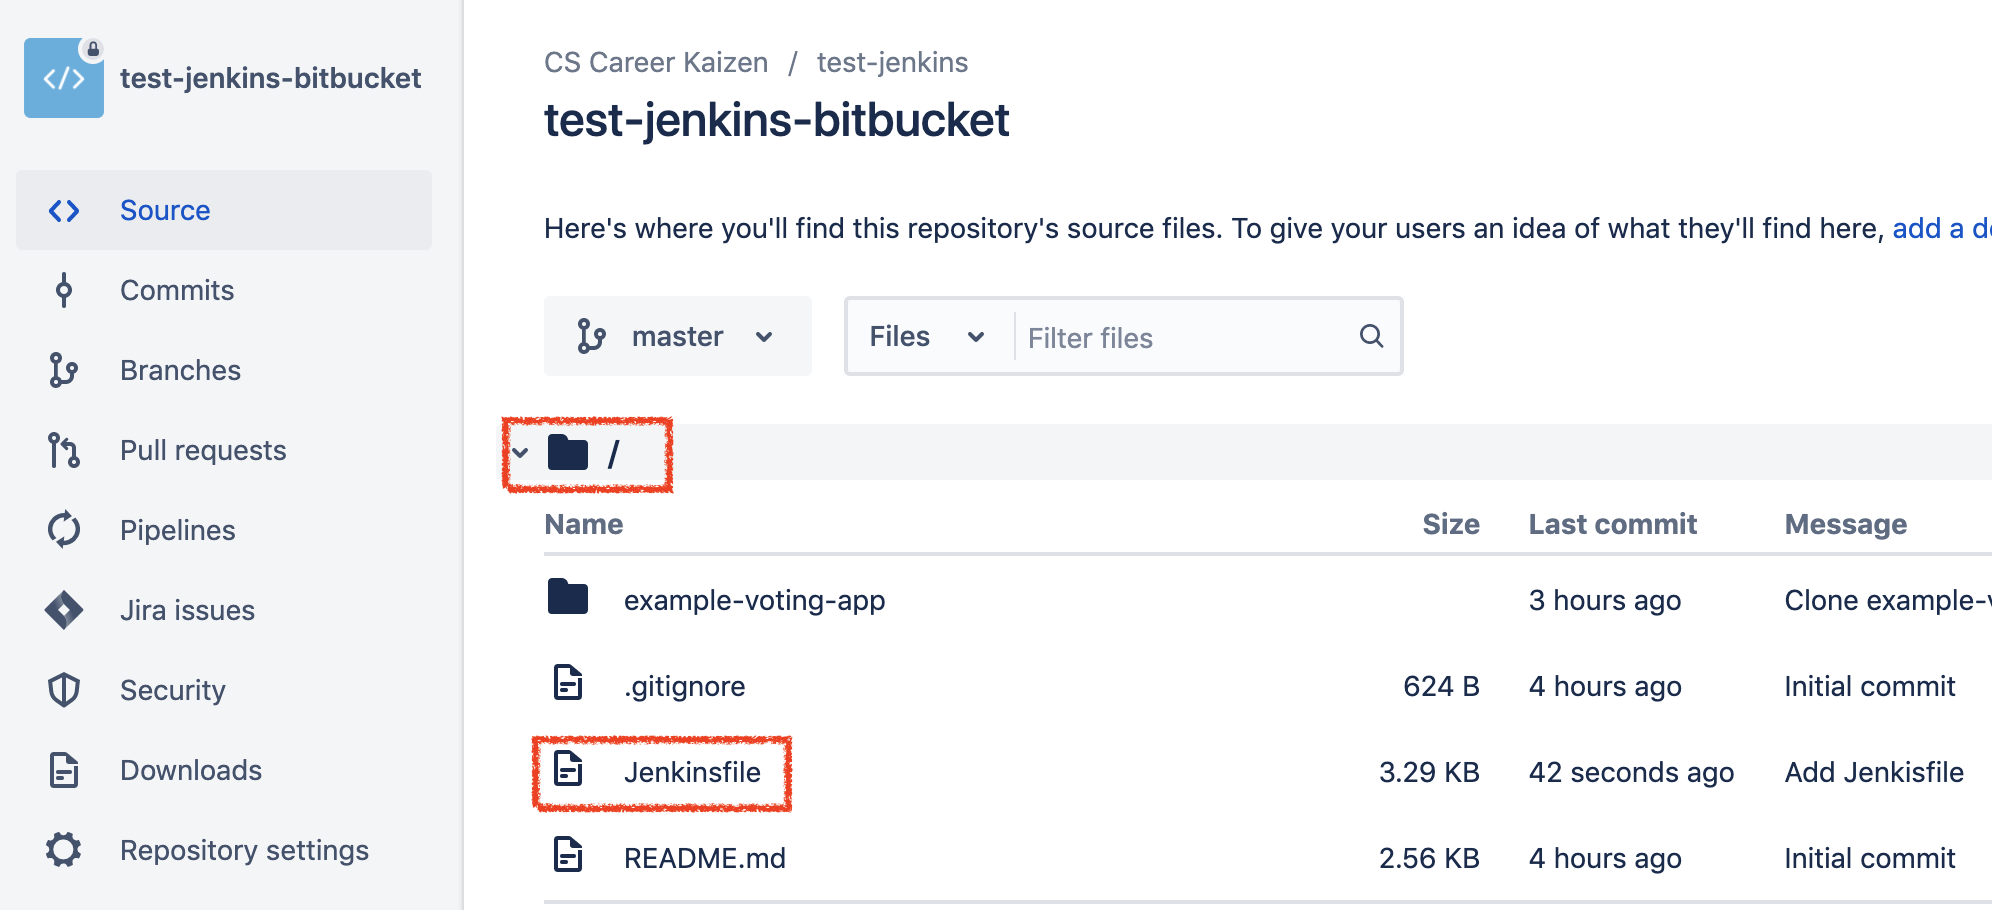 test-jenkins-bitbucket
Source
Commits
Branches
Pull requests
Pipelines
Jira issues
Security
Downloads
Repository settings
CS Career Kaizen / test-jenkins
test-jenkins-bitbucket
Here's where you'll find this repository's source files. To give your users an idea of what they'll find here, add a
master
Files Filter files
/
Name Size Last commit Message
example-voting-app 3 hours ago Clone
.gitignore 624 B 4 hours ago Initial commit
Jenkinsfile 3.29 KB 42 seconds ago Add Jenkisfile
README.md 2.56 KB 4 hours ago Initial commit